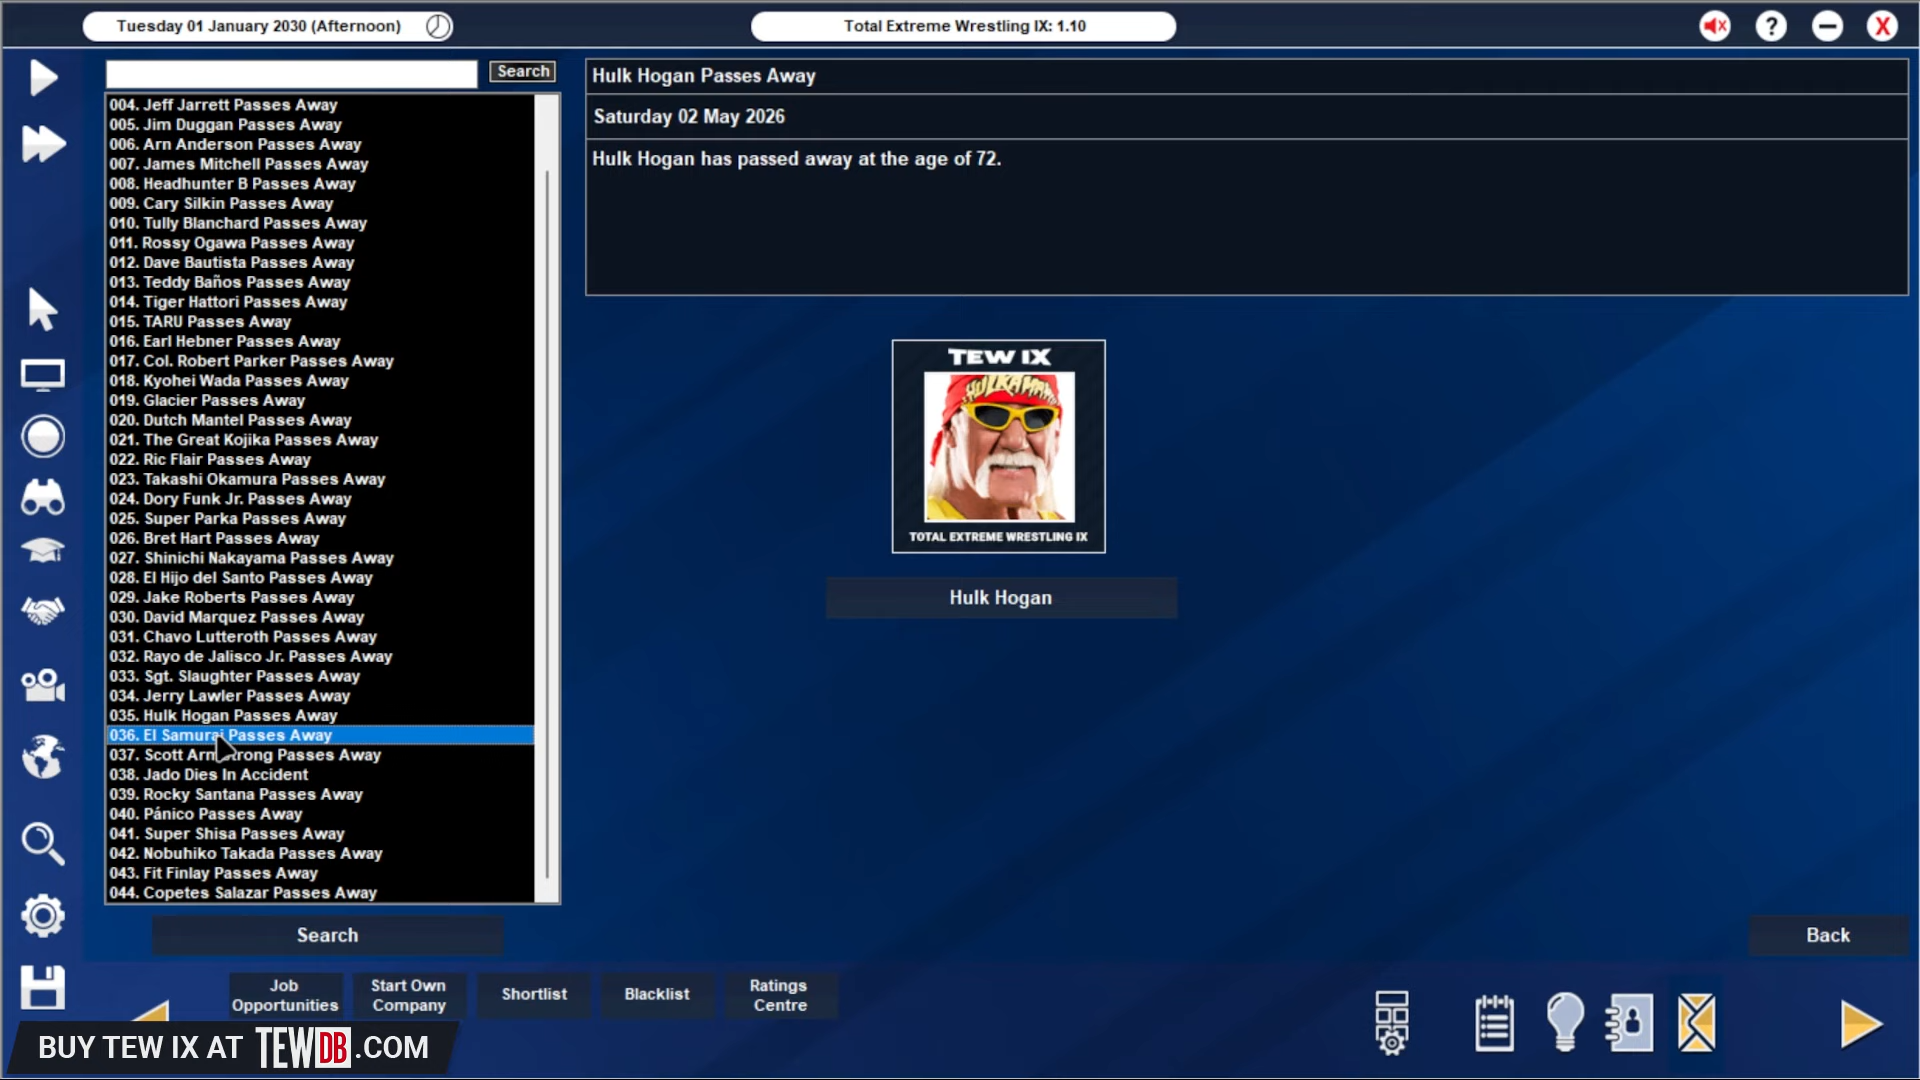 Tuesday 01 January 2030 (Afternoon)
Total Extreme Wrestling IX: 1.10
?
X
Search
004. Jeff Jarrett Passes Away
005. Jim Duggan Passes Away
006. Arn Anderson Passes Away
007. James Mitchell Passes Away
008. Headhunter B Passes Away
009. Cary Silkin Passes Away
010. Tully Blanchard Passes Away
011. Rossy Ogawa Passes Away
012. Dave Bautista Passes Away
013. Teddy Baños Passes Away
014. Tiger Hattori Passes Away
015. TARU Passes Away
016. Earl Hebner Passes Away
017. Col. Robert Parker Passes Away
018. Kyohei Wada Passes Away
019. Glacier Passes Away
020. Dutch Mantel Passes Away
021. The Great Kojika Passes Away
022. Ric Flair Passes Away
023. Takashi Okamura Passes Away
024. Dory Funk Jr. Passes Away
025. Super Parka Passes Away
026. Bret Hart Passes Away
027. Shinichi Nakayama Passes Away
028. El Hijo del Santo Passes Away
029. Jake Roberts Passes Away
030. David Marquez Passes Away
031. Chavo Lutteroth Passes Away
032. Rayo de Jalisco Jr. Passes Away
033. Sgt. Slaughter Passes Away
034. Jerry Lawler Passes Away
035. Hulk Hogan Passes Away
036. El Samurai Passes Away
037. Scott Armstrong Passes Away
038. Jado Dies In Accident
039. Rocky Santana Passes Away
040. Pánico Passes Away
041. Super Shisa Passes Away
042. Nobuhiko Takada Passes Away
043. Fit Finlay Passes Away
044. Copetes Salazar Passes Away
Search
Hulk Hogan Passes Away
Saturday 02 May 2026
Hulk Hogan has passed away at the age of 72.
TEW IX
HULKAMANIA
TOTAL EXTREME WRESTLING IX
Hulk Hogan
Back
Job Opportunities
Start Own Company
Shortlist
Blacklist
Ratings Centre
BUY TEW IX AT TEWDB.COM